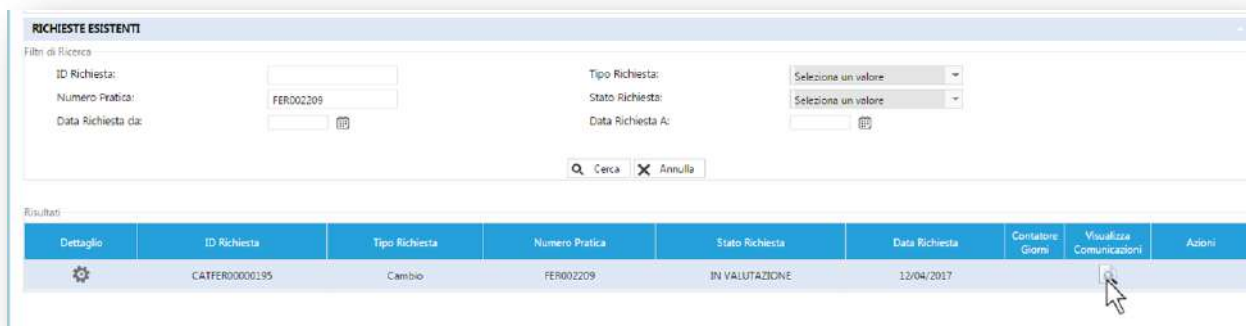 RICHIESTE ESISTENTI
Filtri di Ricerca
ID Richiesta: Tipo Richiesta: Seleziona un valore
Numero Pratica: FER002209 Stato Richiesta: Seleziona un valore
Data Richiesta da: Data Richiesta A:
Cerca Annulla
Risultati
Dettaglio ID Richiesta Tipo Richiesta Numero Pratica Stato Richiesta Data Richiesta Contatore Giorni Visualizza Comunicazioni Azioni
CATFER00000195 Cambio FER002209 IN VALUTAZIONE 12/04/2017